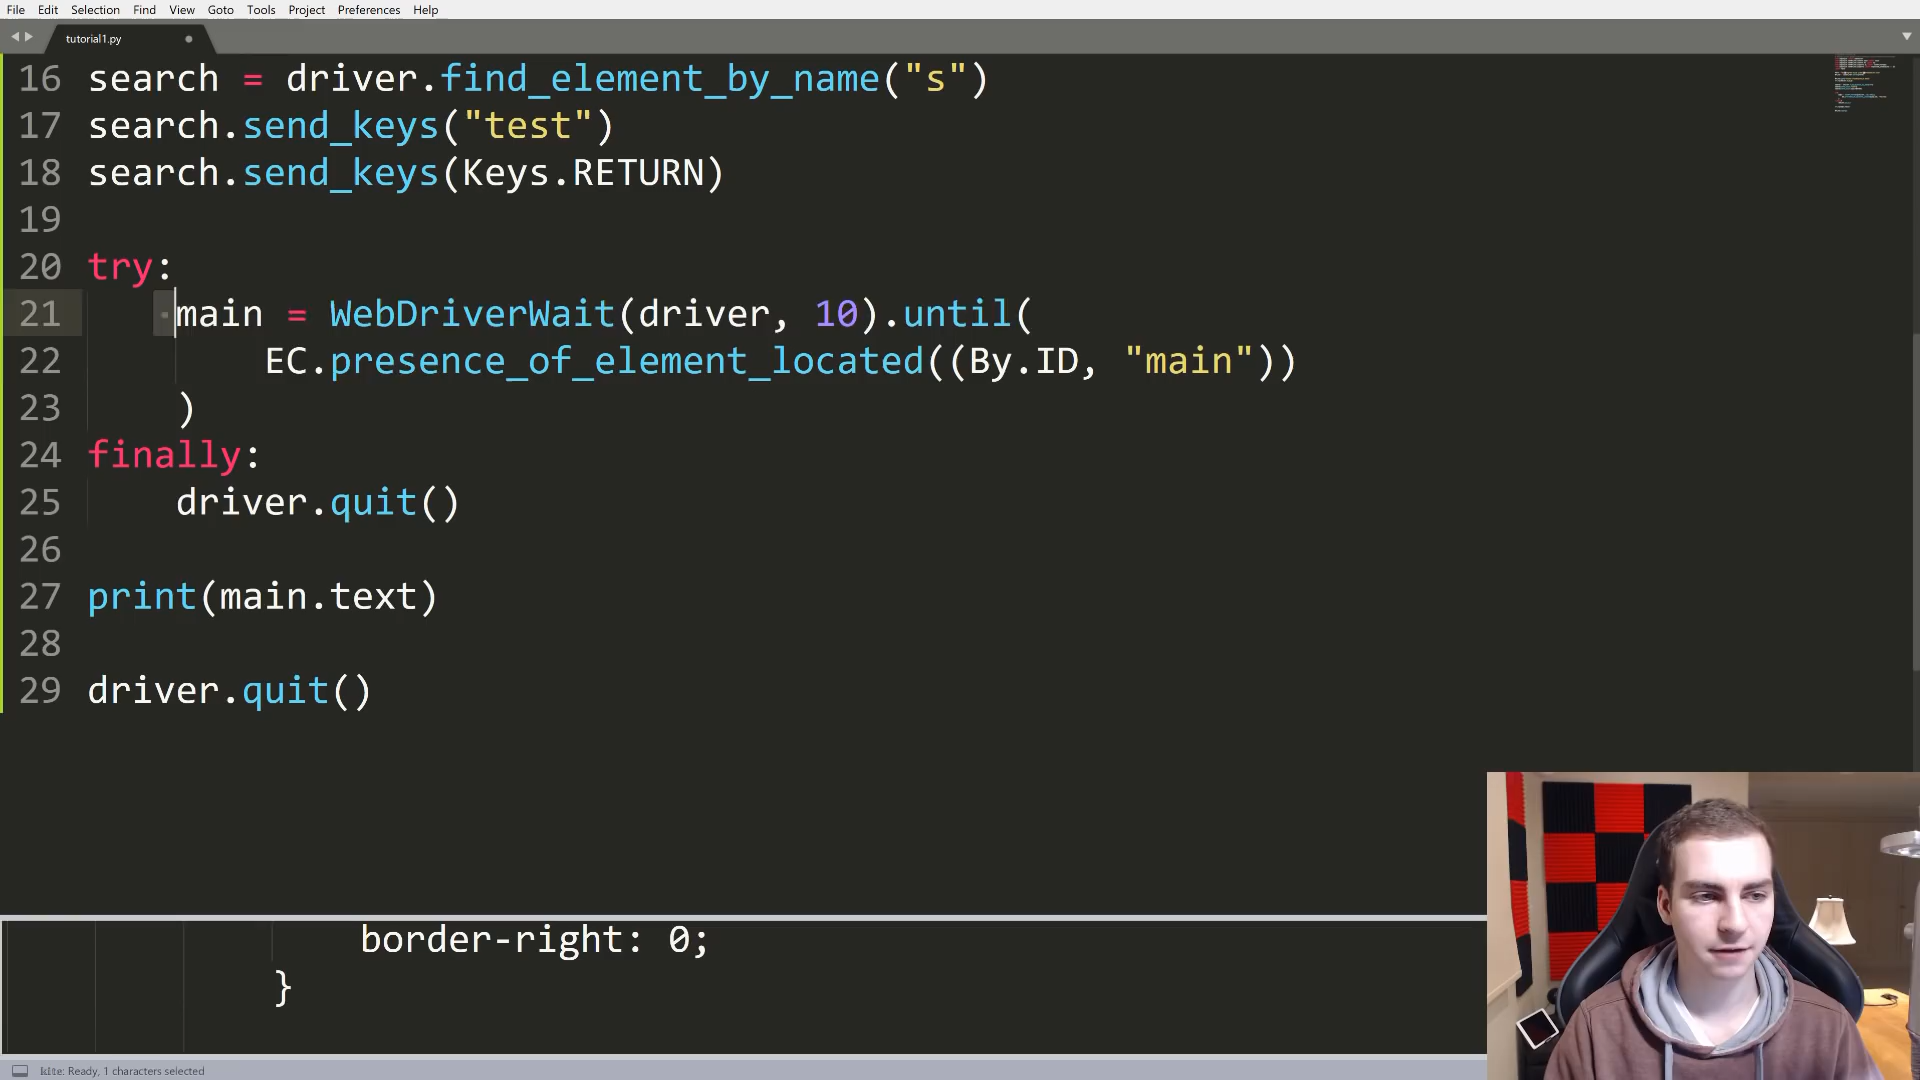 File Edit Selection Find View Goto Tools Project Preferences Help
tutorial1.py
16 search = driver.find_element_by_name("s")
17 search.send_keys("test")
18 search.send_keys(Keys.RETURN)
19
20 try:
21 main = WebDriverWait(driver, 10).until(
22 EC.presence_of_element_located((By.ID, "main"))
23 )
24 finally:
25 driver.quit()
26
27 print(main.text)
28
29 driver.quit()
border-right: 0;
}
kite: Ready, 1 characters selected